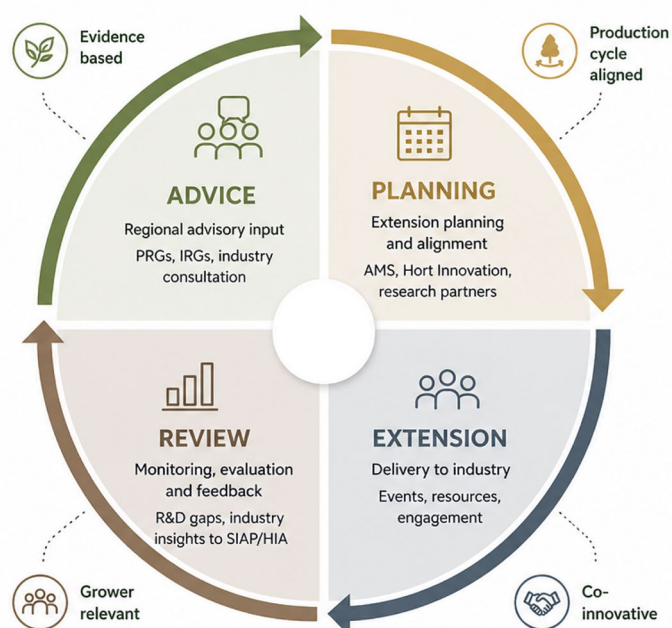 Evidence
based
Production
cycle
aligned
ADVICE
Regional advisory input
PRGs, IRGs, industry
consultation
PLANNING
Extension planning
and alignment
AMS, Hort Innovation,
research partners
REVIEW
Monitoring, evaluation
and feedback
R&D gaps, industry
insights to SIAP/HIA
EXTENSION
Delivery to industry
Events, resources,
engagement
Grower
relevant
Co-
innovative